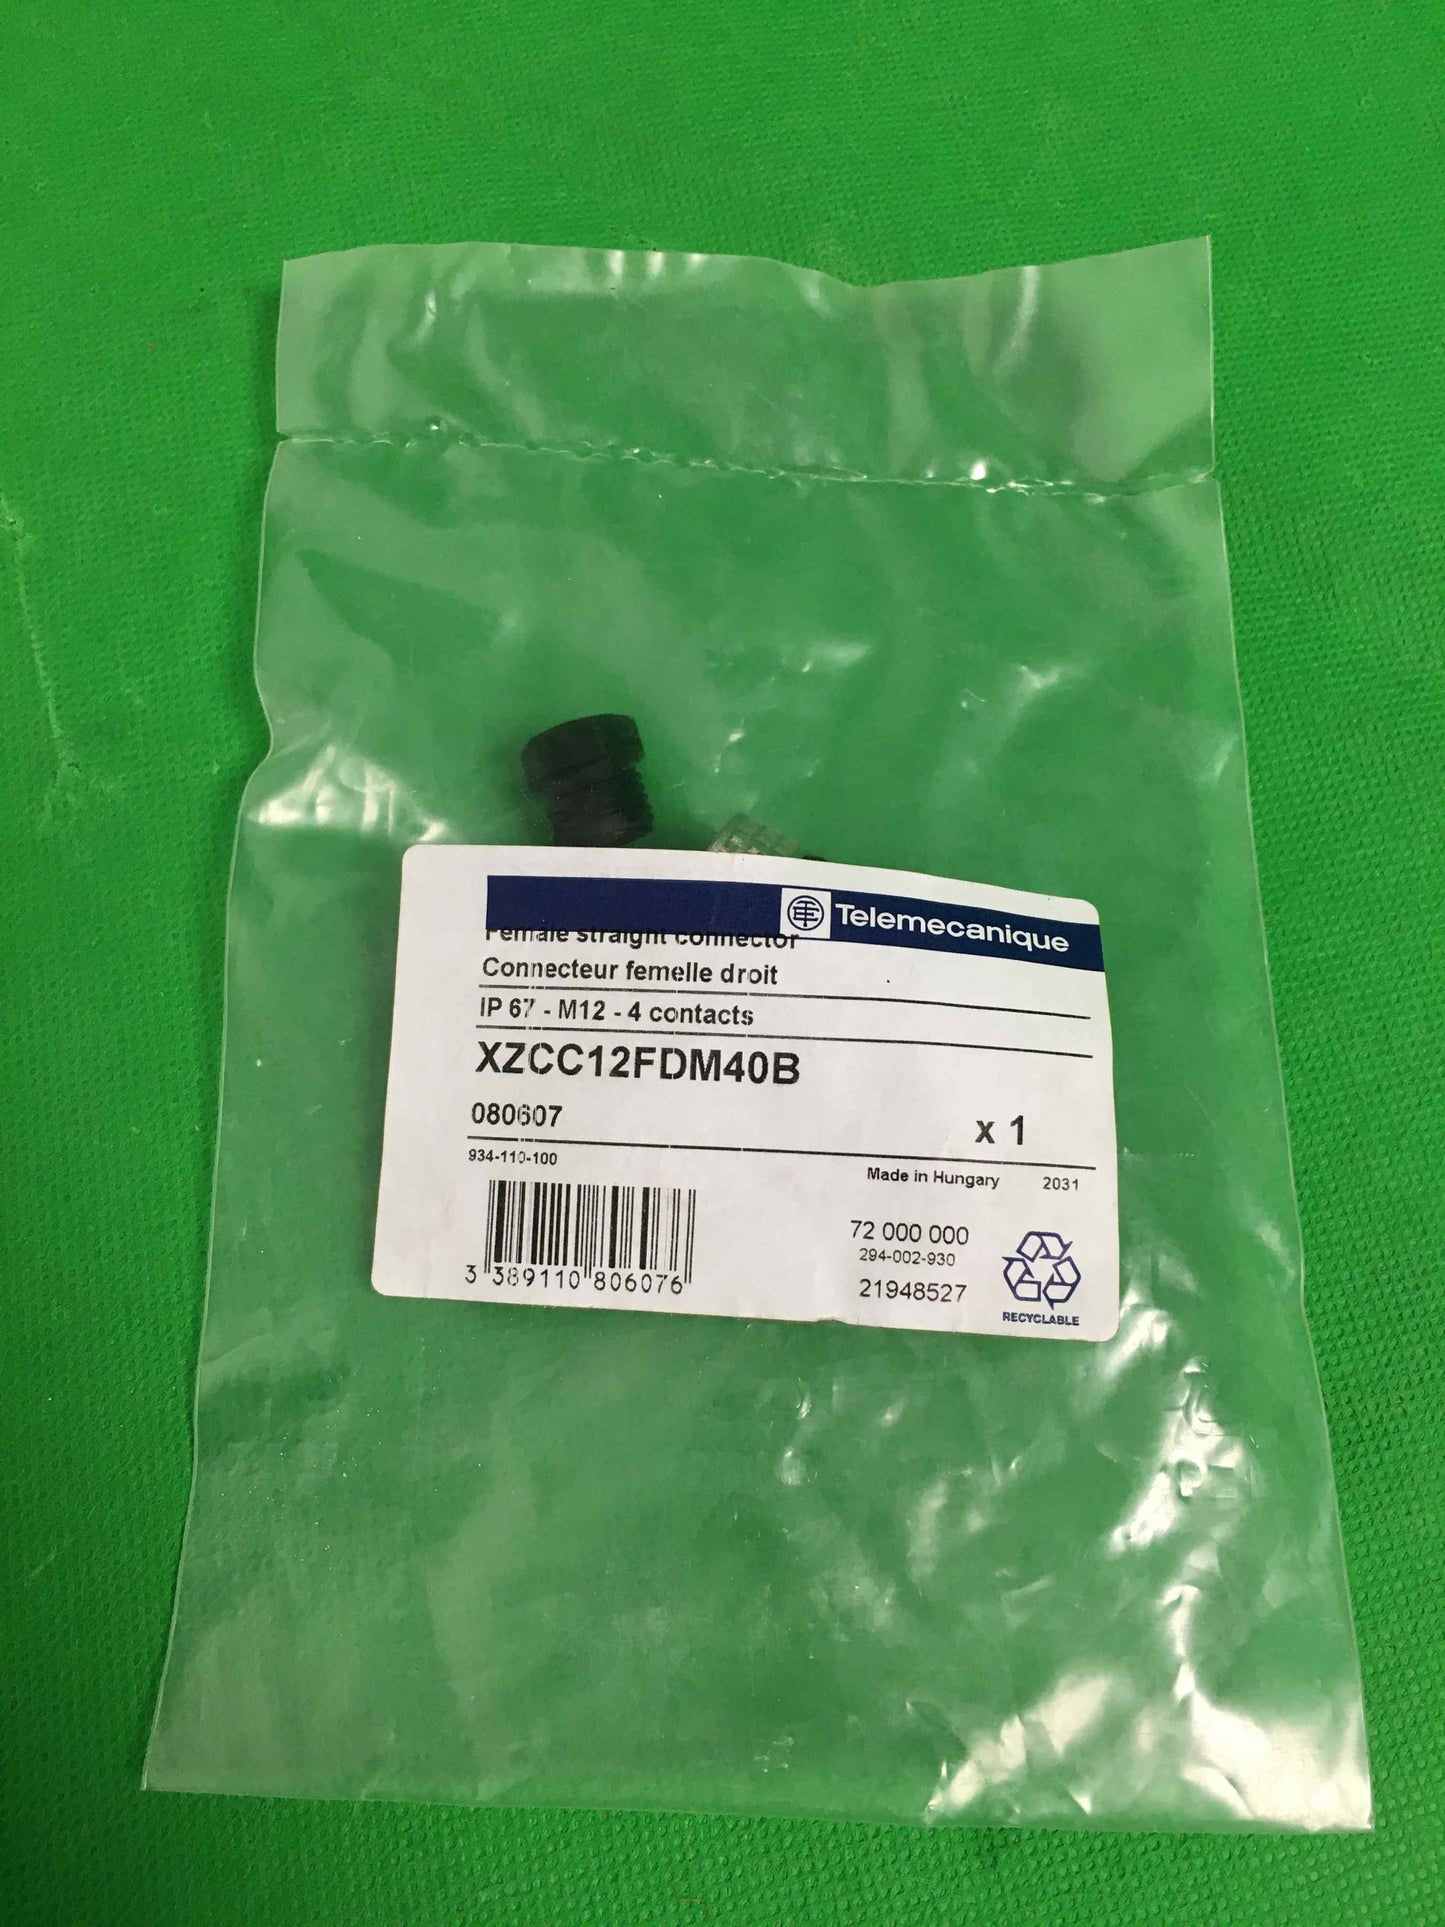 Telemecanique
Female straight connector
Connecteur femelle droit
IP 67 - M12 - 4 contacts
XZCC12FDM40B
080607
x 1
934-110-100
Made in Hungary 2031
72 000 000
294-002-930
21948527
3 389110 806076
RECYCLABLE